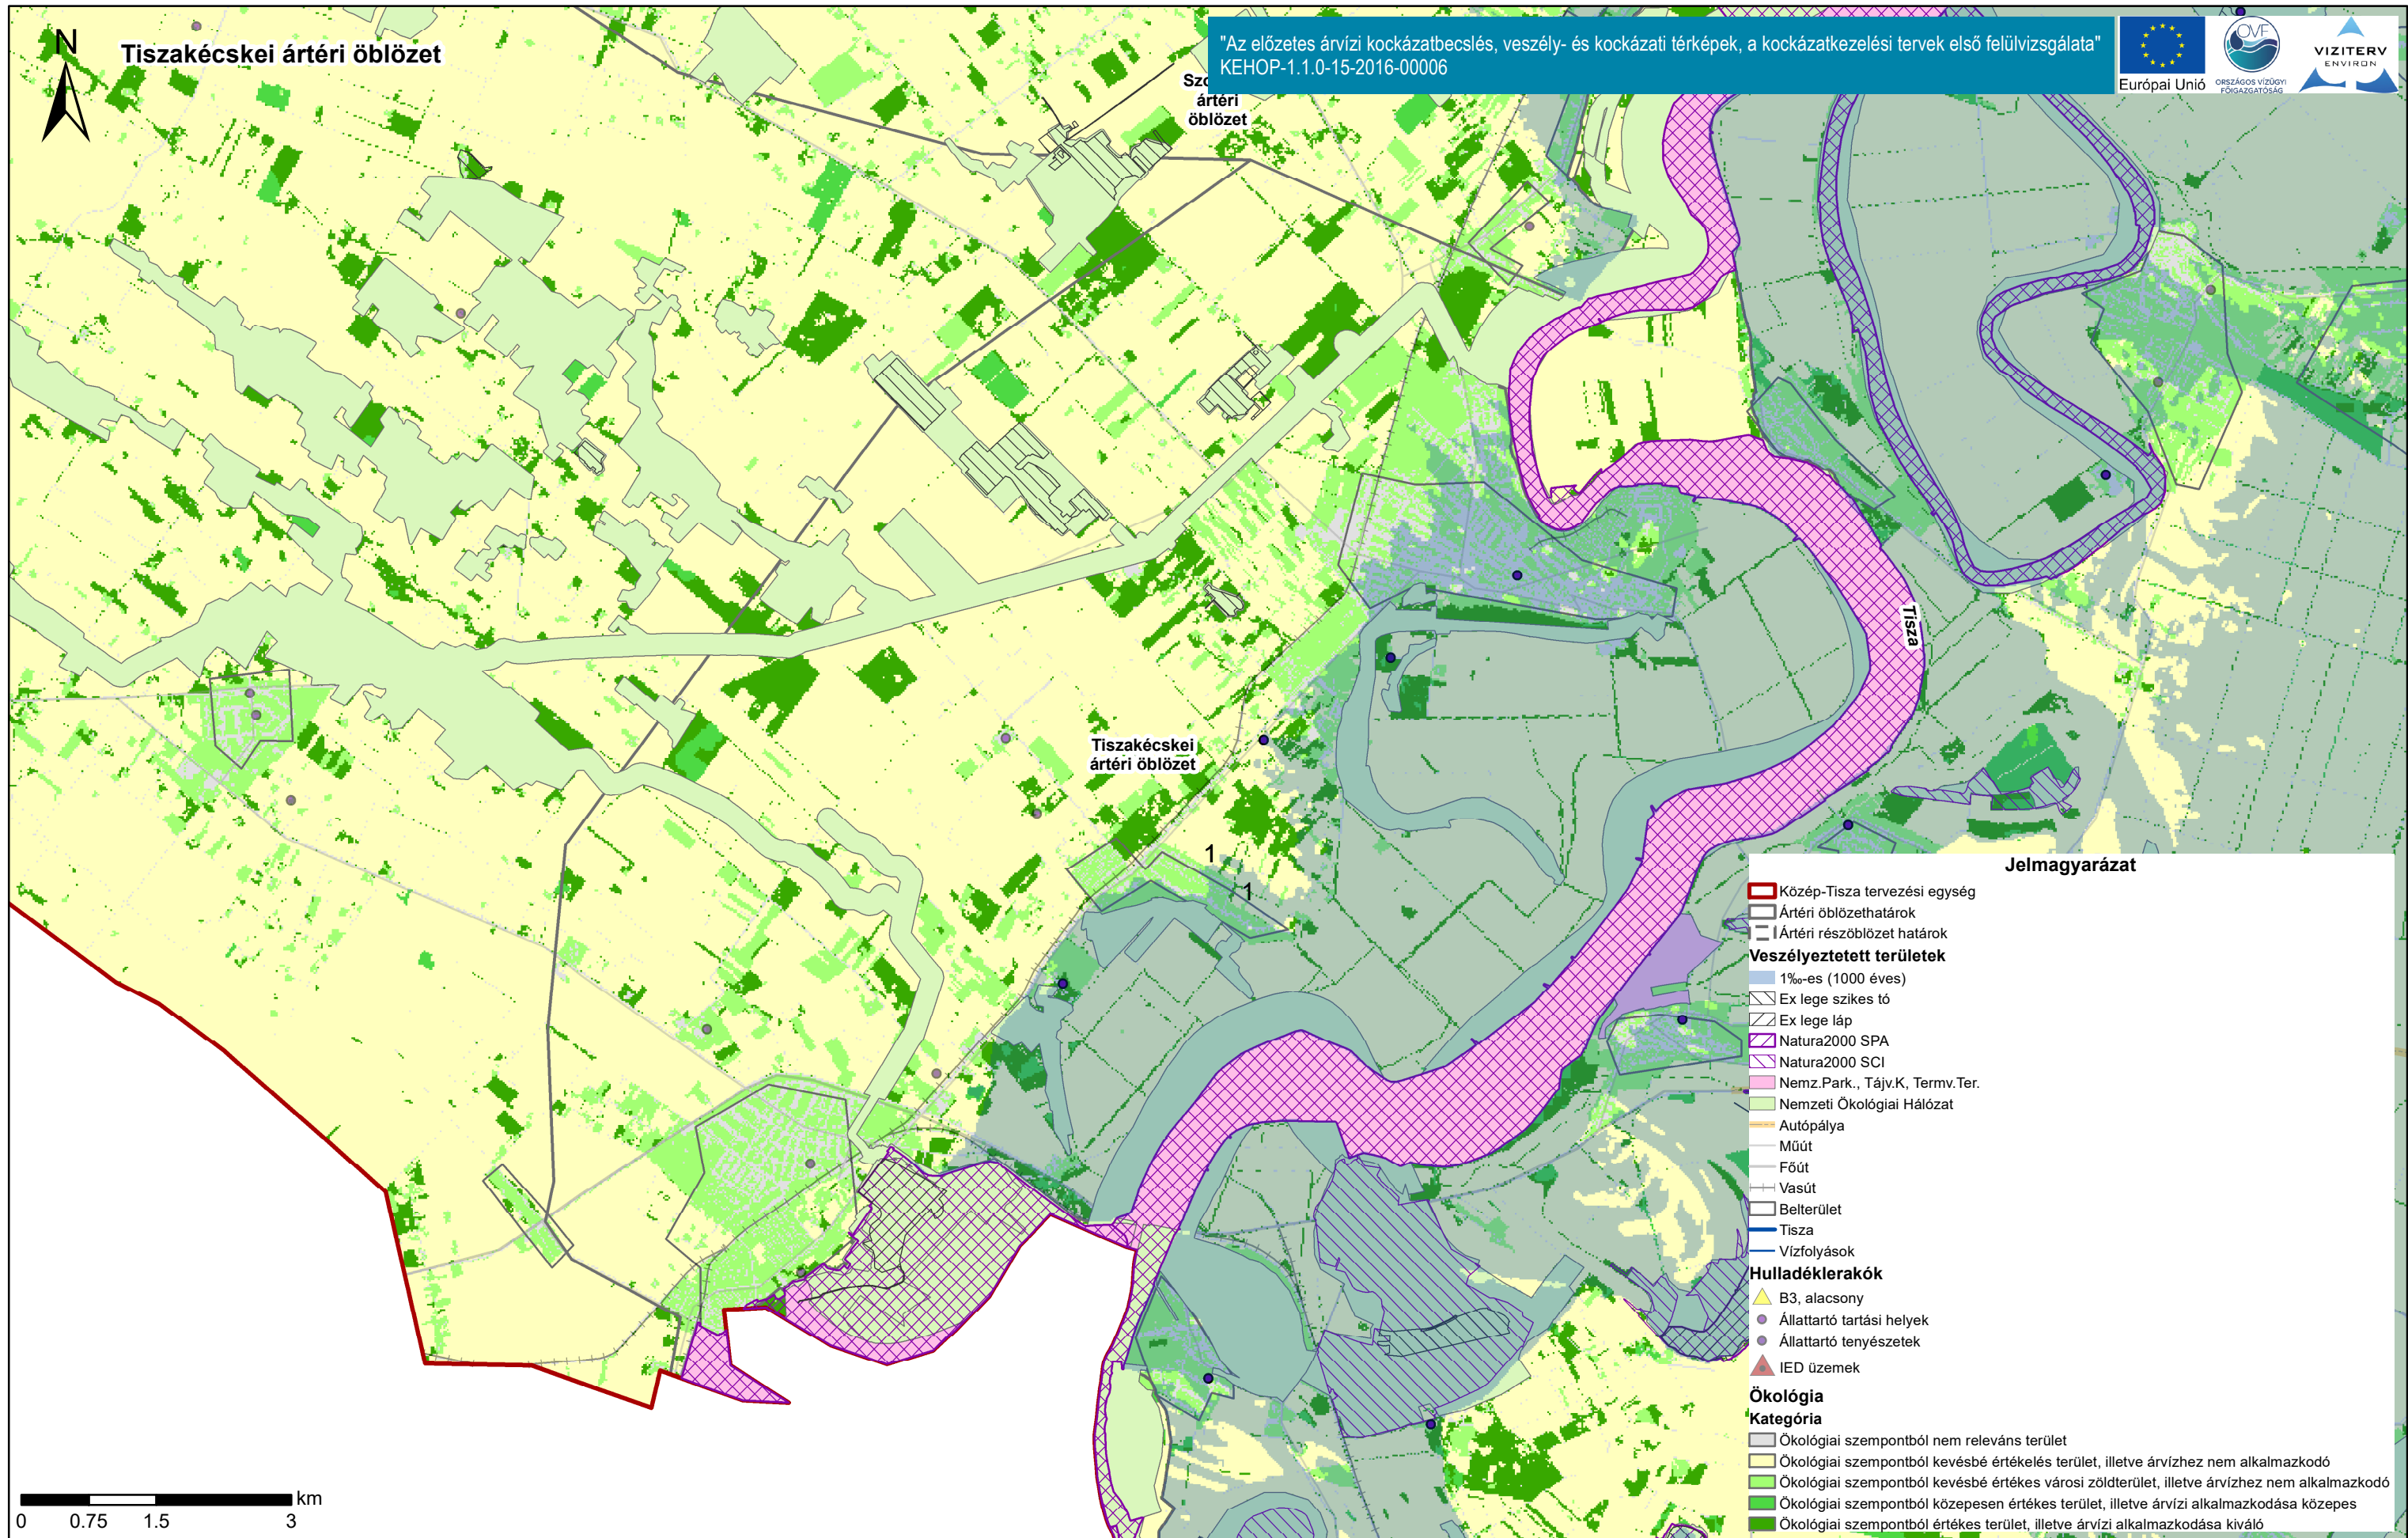 N
Tiszakécskei ártéri öblözet
"Az előzetes árvízi kockázatbecslés, veszély- és kockázati térképek, a kockázatkezelési tervek első felülvizsgálata"
KEHOP-1.1.0-15-2016-00006
Európai Unió
OVF
ORSZÁGOS VÍZÜGYI
FŐIGAZGATÓSÁG
VIZITERV
ENVIRON
ártéri
öblözet
Tisza
Tiszakécskei
ártéri öblözet
1
1
Jelmagyarázat
Közép-Tisza tervezési egység
Ártéri öblözethatárok
Ártéri részöblözet határok
Veszélyeztetett területek
1‰-es (1000 éves)
Ex lege szikes tó
Ex lege láp
Natura2000 SPA
Natura2000 SCI
Nemz.Park., Tájv.K, Termv.Ter.
Nemzeti Ökológiai Hálózat
Autópálya
Műút
Főút
Vasút
Belterület
Tisza
Vízfolyások
Hulladéklerakók
B3, alacsony
Állattartó tartási helyek
Állattartó tenyészetek
IED üzemek
Ökológia
Kategória
Ökológiai szempontból nem releváns terület
Ökológiai szempontból kevésbé értékelés terület, illetve árvízhez nem alkalmazkodó
Ökológiai szempontból kevésbé értékes városi zöldterület, illetve árvízhez nem alkalmazkodó
Ökológiai szempontból közepesen értékes terület, illetve árvízi alkalmazkodása közepes
Ökológiai szempontból értékes terület, illetve árvízi alkalmazkodása kiváló
km
0 0.75 1.5 3